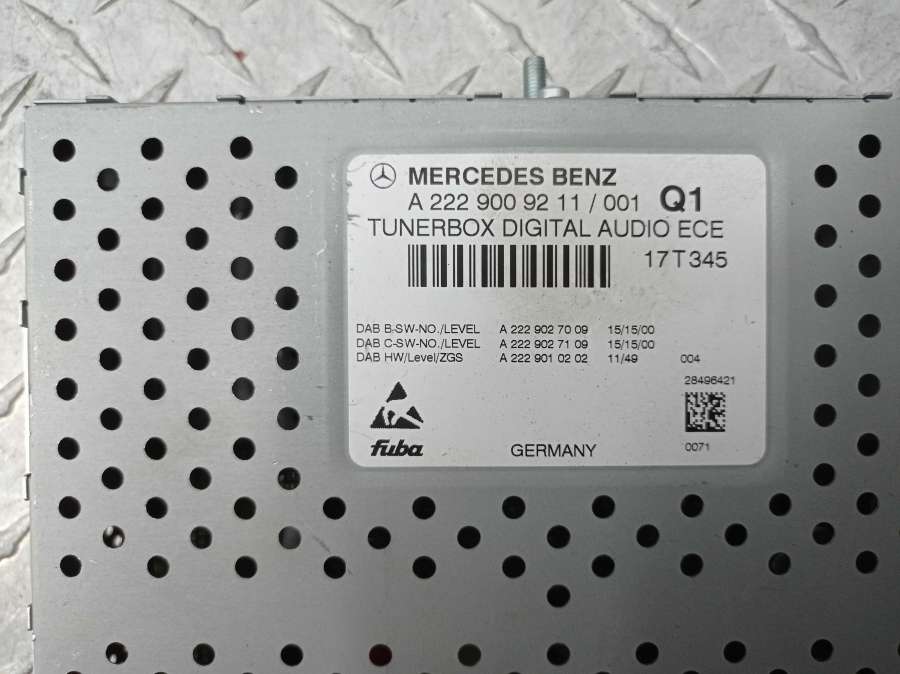 MERCEDES BENZ
A 222 900 92 11 / 001 Q1
TUNERBOX DIGITAL AUDIO ECE
17T345
DAB B-SW-NO./LEVEL A 222 902 70 09 15/15/00
DAB C-SW-NO./LEVEL A 222 902 71 09 15/15/00
DAB HW/Level/ZGS A 222 901 02 02 11/49 004
28496421
fuba GERMANY 0071